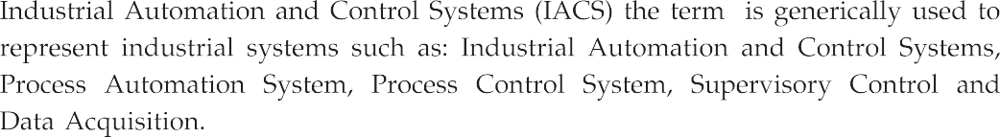 Industrial Automation and Control Systems (IACS) the term  is generically used to
represent industrial systems such as: Industrial Automation and Control Systems,
Process Automation System, Process Control System, Supervisory Control and
Data Acquisition.